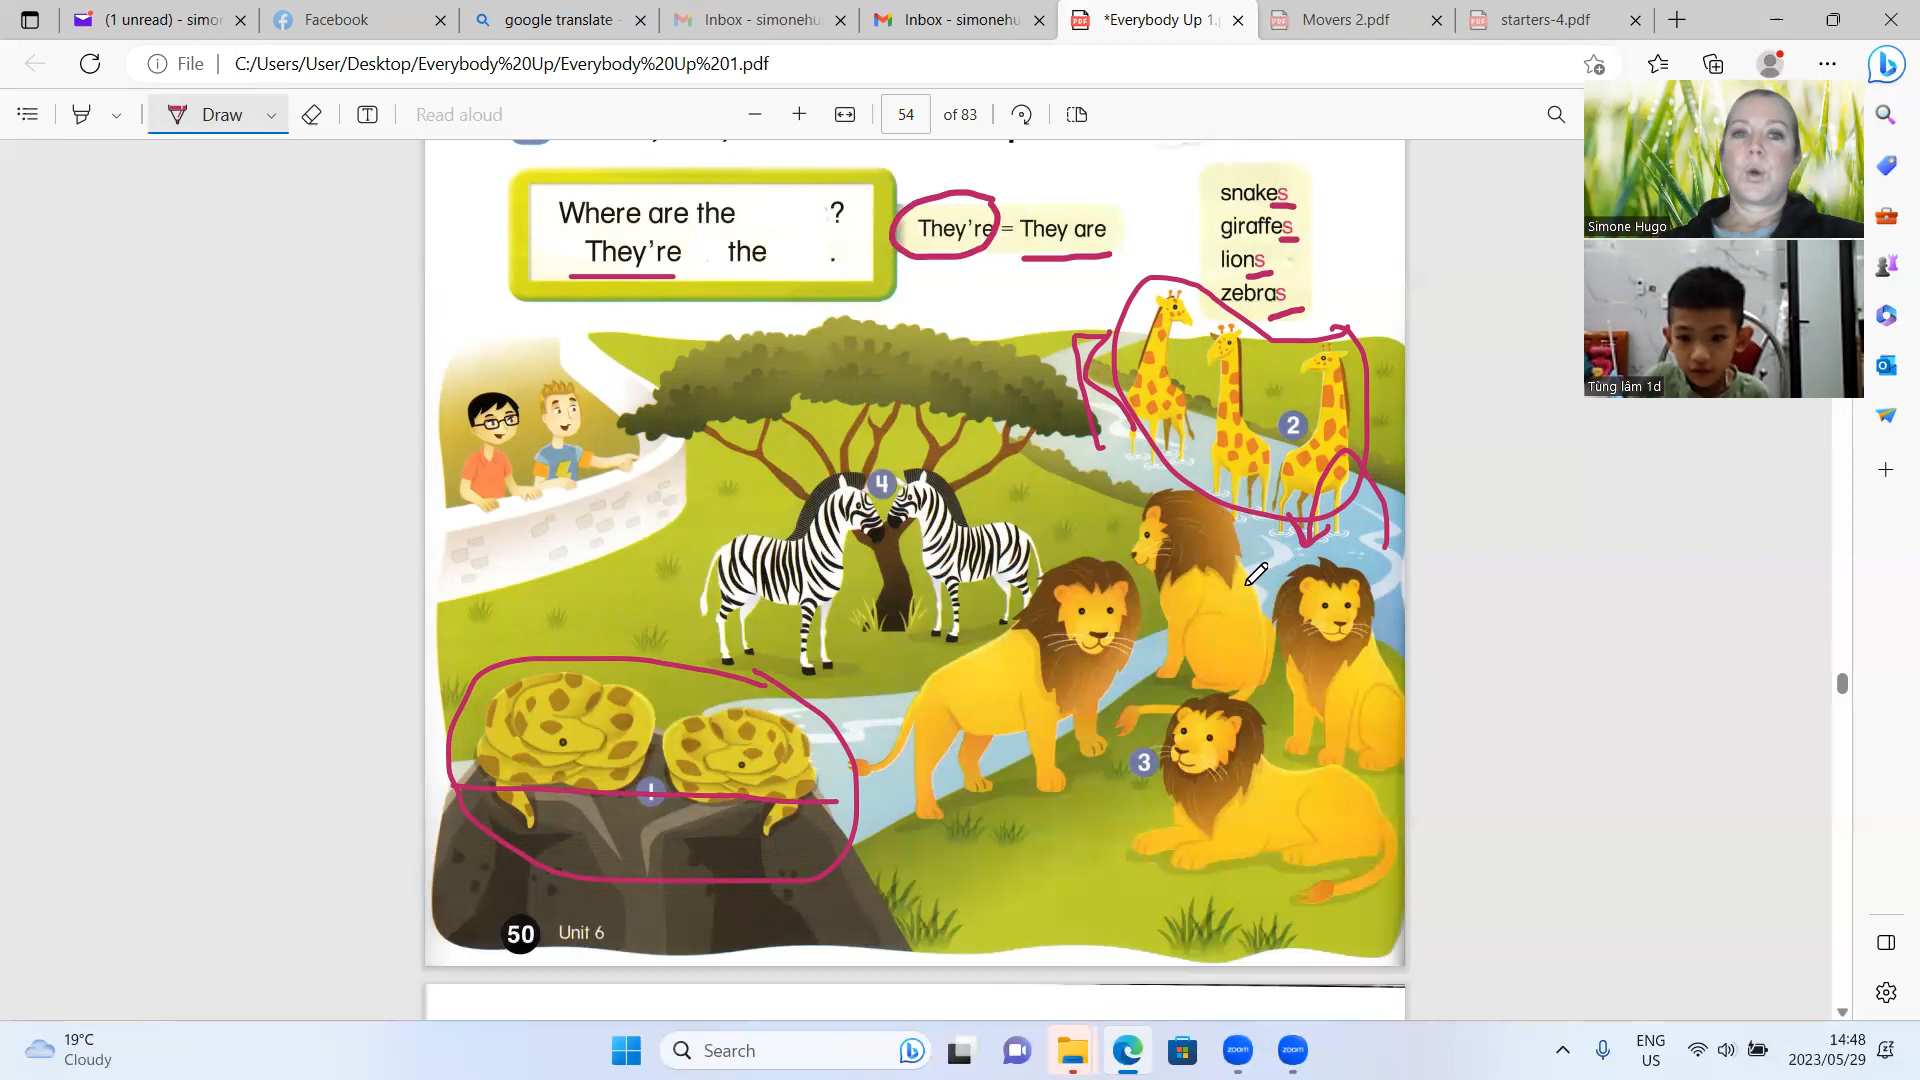 (1 unread) - simo
Facebook
google translate -
Inbox - simonehu
Inbox - simonehu
*Everybody Up 1.p
Movers 2.pdf
starters-4.pdf
File
C:/Users/User/Desktop/Everybody%20Up/Everybody%20Up%201.pdf
Draw
Read aloud
54
of 83
Where are the ?
They're the .
They're = They are
snakes
giraffes
lions
zebras
Simone Hugo
Tùng lâm 1d
1
2
3
4
50
Unit 6
19°C
Cloudy
Search
zoom
zoom
ENG
US
14:48
2023/05/29